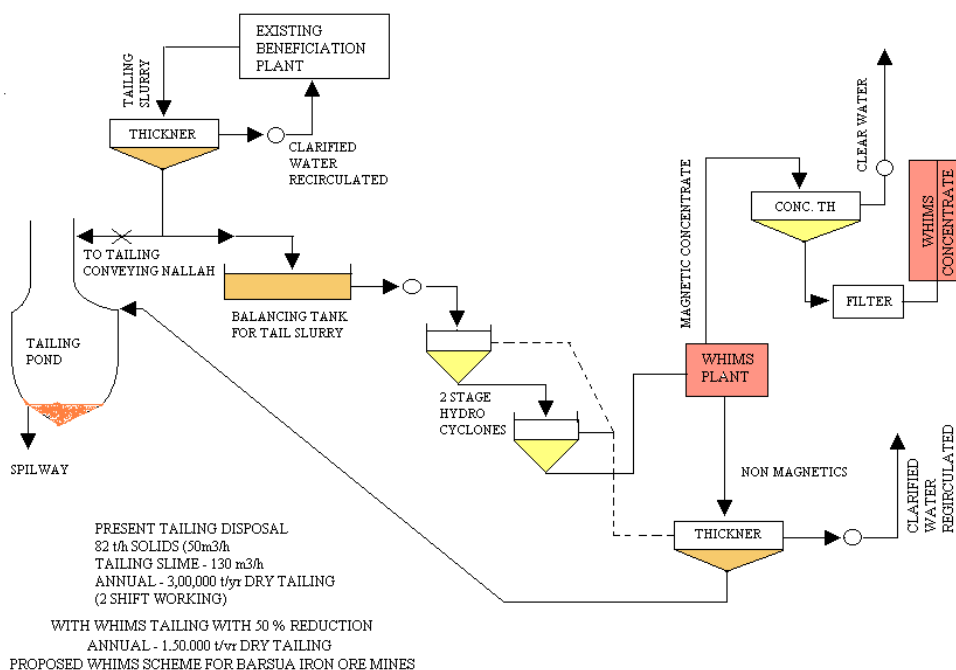 EXISTING
BENEFICIATION
PLANT
TAILING
SLURRY
THICKNER
CLARIFIED
WATER
RECIRCULATED
TO TAILING
CONVEYING NALLAH
BALANCING TANK
FOR TAIL SLURRY
TAILING
POND
SPILWAY
2 STAGE
HYDRO
CYCLONES
MAGNETIC CONCENTRATE
CLEAR WATER
CONC. TH
WHIMS
CONCENTRATE
FILTER
WHIMS
PLANT
NON MAGNETICS
THICKNER
CLARIFIED
WATER
REGIRCULATED
PRESENT TAILING DISPOSAL
82 t/h SOLIDS (50m3/h
TAILING SLIME - 130 m3/h
ANNUAL - 3,00,000 t/yr DRY TAILING
(2 SHIFT WORKING)
WITH WHIMS TAILING WITH 50 % REDUCTION
ANNUAL - 1.50.000 t/vr DRY TAILING
PROPOSED WHIMS SCHEME FOR BARSUA IRON ORE MINES